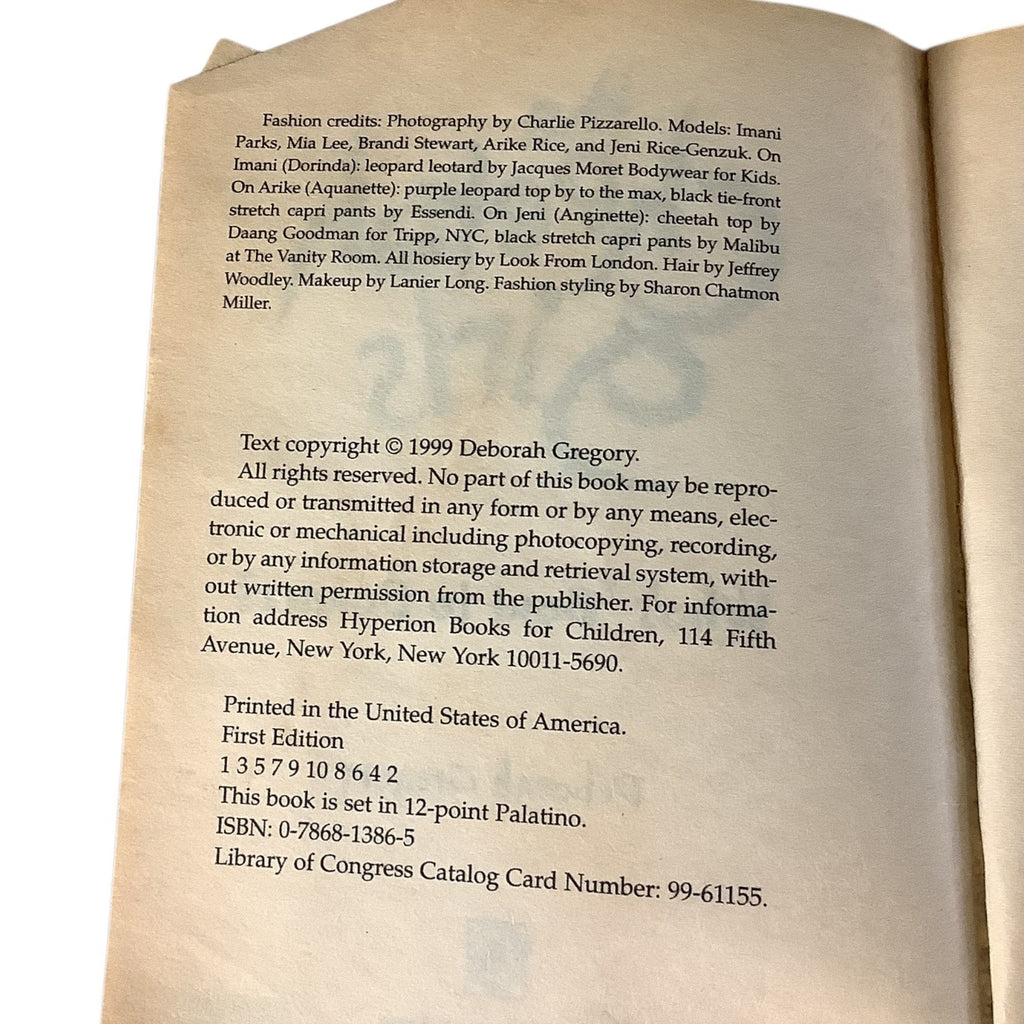 Fashion credits: Photography by Charlie Pizzarello. Models: Imani
Parks, Mia Lee, Brandi Stewart, Arike Rice, and Jeni Rice-Genzuk. On
Imani (Dorinda): leopard leotard by Jacques Moret Bodywear for Kids.
On Arike (Aquanette): purple leopard top by to the max, black tie-front
stretch capri pants by Essendi. On Jeni (Anginette): cheetah top by
Daang Goodman for Tripp, NYC, black stretch capri pants by Malibu
at The Vanity Room. All hosiery by Look From London. Hair by Jeffrey
Woodley. Makeup by Lanier Long. Fashion styling by Sharon Chatmon
Miller.
Text copyright © 1999 Deborah Gregory.
All rights reserved. No part of this book may be repro-
duced or transmitted in any form or by any means, elec-
tronic or mechanical including photocopying, recording,
or by any information storage and retrieval system, with-
out written permission from the publisher. For informa-
tion address Hyperion Books for Children, 114 Fifth
Avenue, New York, New York 10011-5690.
Printed in the United States of America.
First Edition
1 3 5 7 9 10 8 6 4 2
This book is set in 12-point Palatino.
ISBN: 0-7868-1386-5
Library of Congress Catalog Card Number: 99-61155.